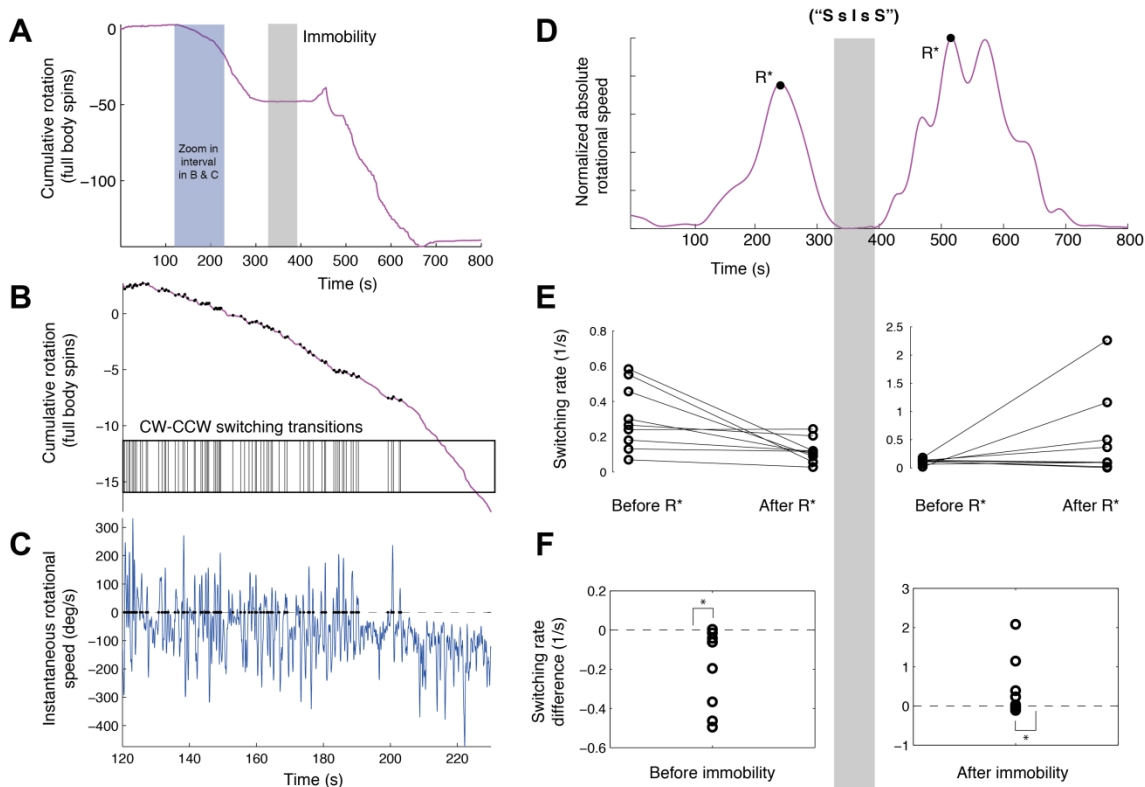 A
Cumulative rotation
(full body spins)
0
−50
−100
Immobility
Zoom in
interval
in B & C
100 200 300 400 500 600 700 800
Time (s)
B
Cumulative rotation
(full body spins)
0
−5
−10
−15
CW-CCW switching transitions
C
Instantaneous rotational
speed (deg/s)
300
200
100
0
−100
−200
−300
−400
120 140 160 180 200 220
Time (s)
("S s I s S")
D
Normalized absolute
rotational speed
R*
R*
100 200 300 400 500 600 700 800
Time (s)
E
Switching rate (1/s)
0.8
0.6
0.4
0.2
0
Before R* After R*
2.5
2
1.5
1
0.5
0
Before R* After R*
F
Switching rate
difference (1/s)
0.2
0
−0.2
−0.4
−0.6
*
Before immobility
3
2
1
0
−1
*
After immobility